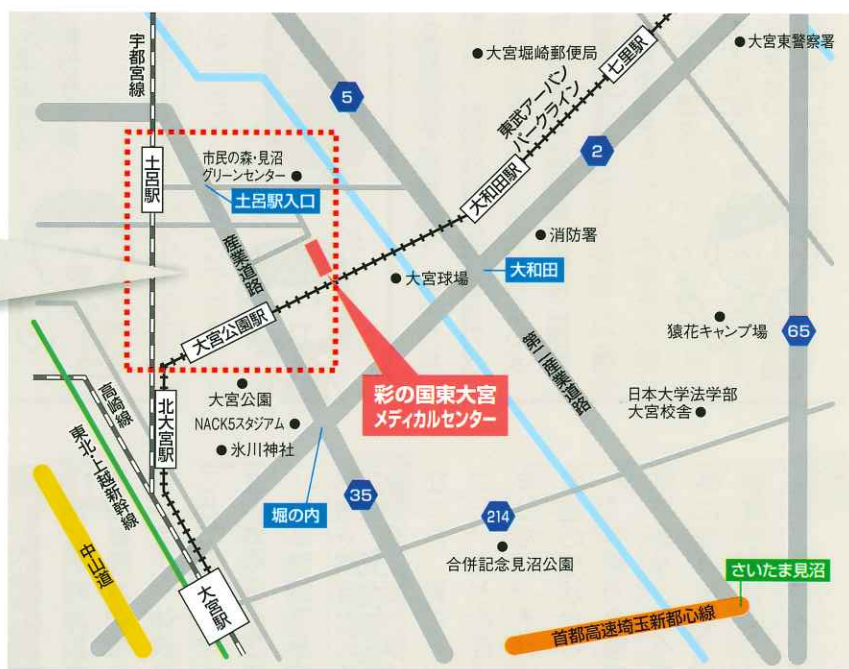 宇都宮線
5
大宮堀崎郵便局
七里駅
大宮東警察署
東武アーバン
パークライン
2
土呂駅
市民の森・見沼
グリーンセンター
土呂駅入口
大和田駅
消防署
産業道路
大宮球場
大和田
大宮公園駅
猿花キャンプ場
65
第二産業道路
彩の国東大宮
メディカルセンター
高崎線
北大宮駅
大宮公園
NACK5スタジアム
氷川神社
日本大学法学部
大宮校舎
東北・上越新幹線
35
堀の内
214
合併記念見沼公園
中山道
大宮駅
さいたま見沼
首都高速埼玉新都心線